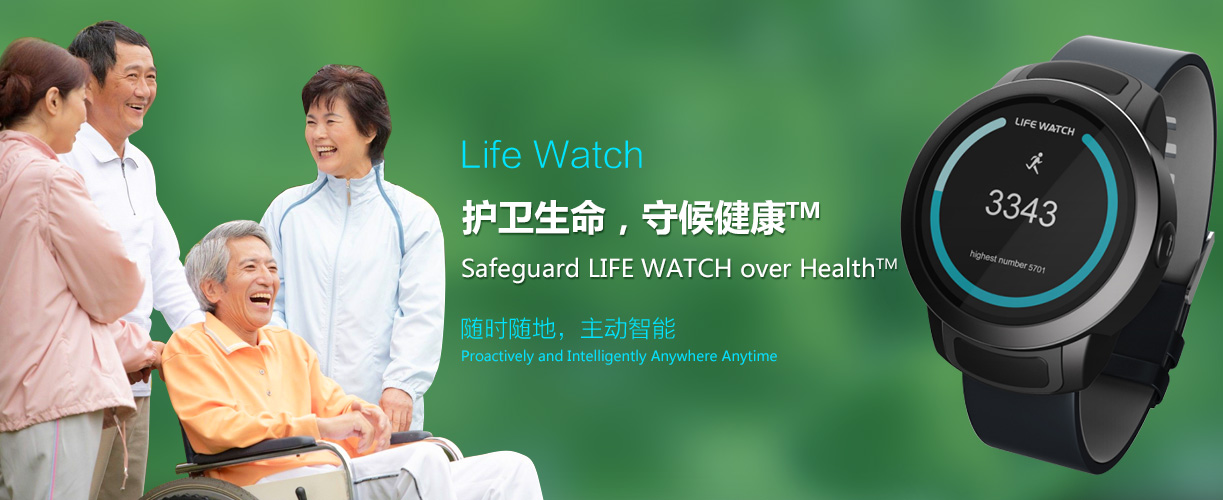 Life Watch
护卫生命，守候健康™
Safeguard LIFE WATCH over Health™
随时随地，主动智能
Proactively and Intelligently Anywhere Anytime
LIFE WATCH
3343
highest number 5701